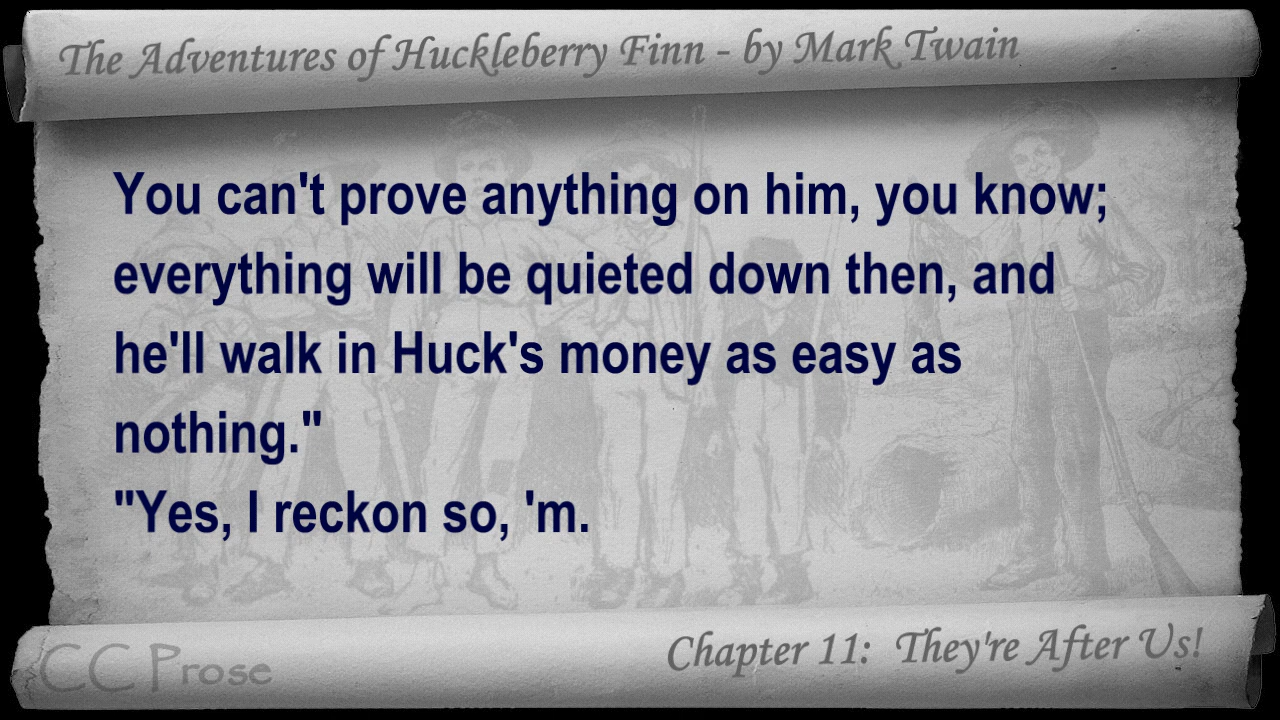 The Adventures of Huckleberry Finn - by Mark Twain
You can't prove anything on him, you know;
everything will be quieted down then, and
he'll walk in Huck's money as easy as
nothing."
"Yes, I reckon so, 'm.
CC Prose
Chapter 11: They're After Us!